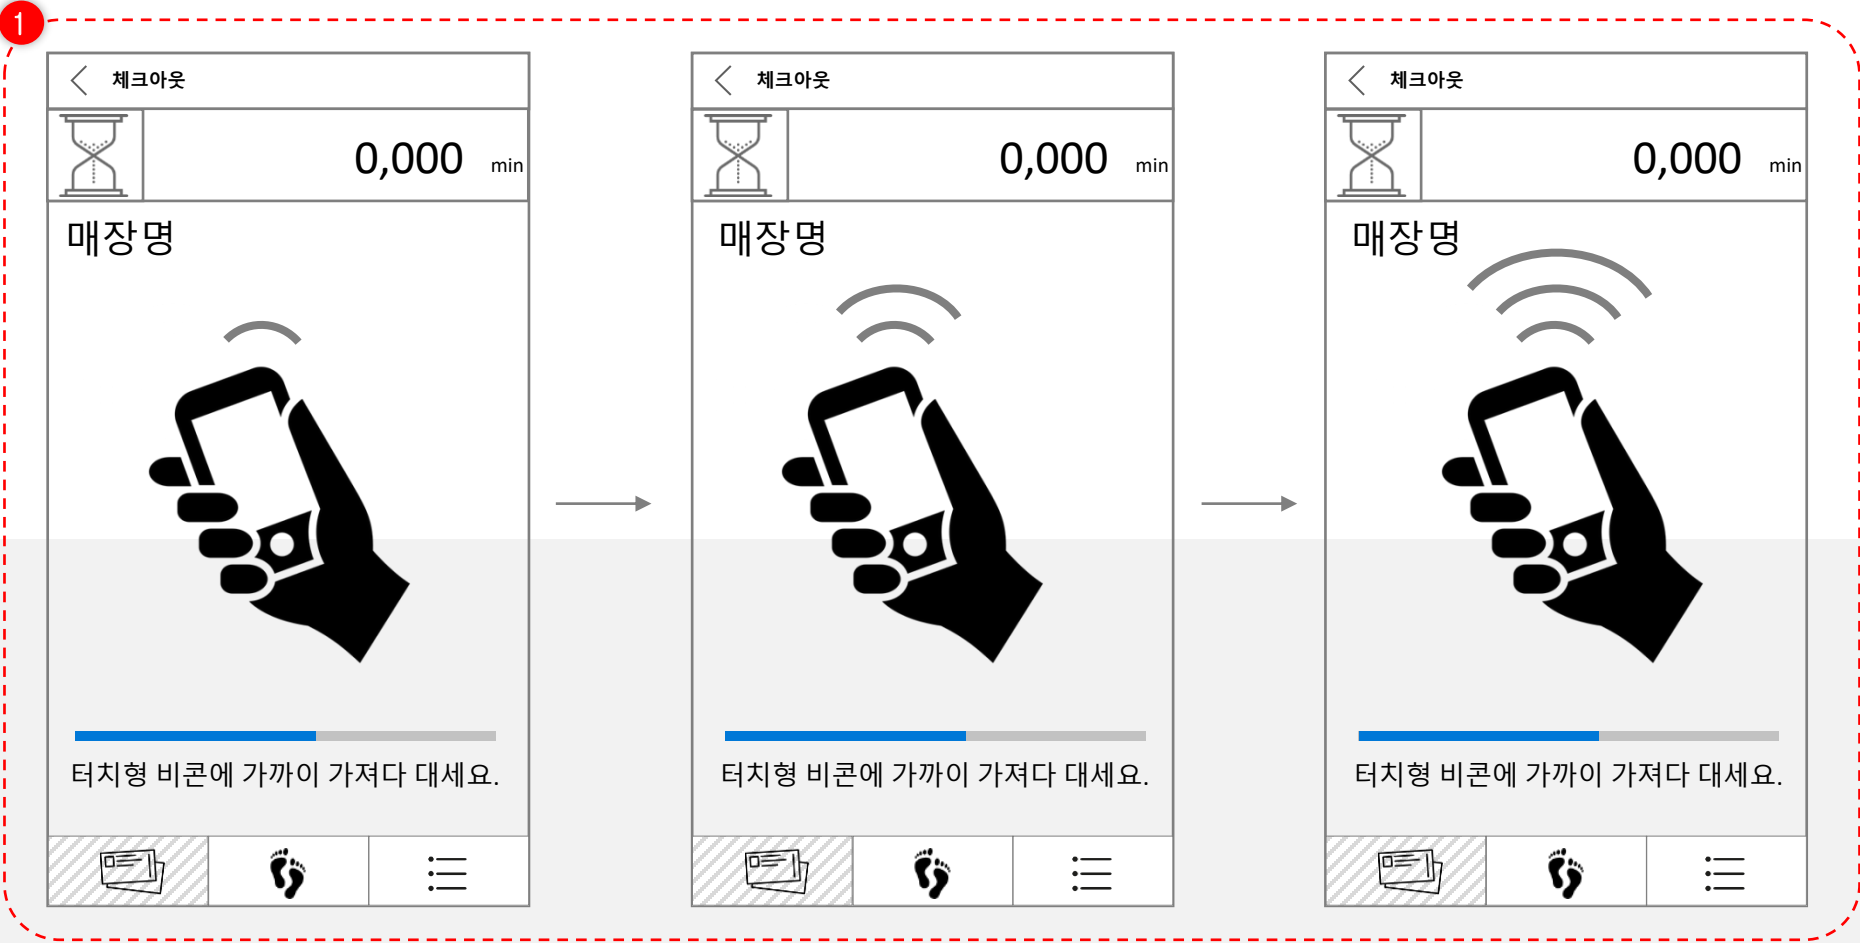 1
체크아웃
0,000 min
매장명
터치형 비콘에 가까이 가져다 대세요.
체크아웃
0,000 min
매장명
터치형 비콘에 가까이 가져다 대세요.
체크아웃
0,000 min
매장명
터치형 비콘에 가까이 가져다 대세요.